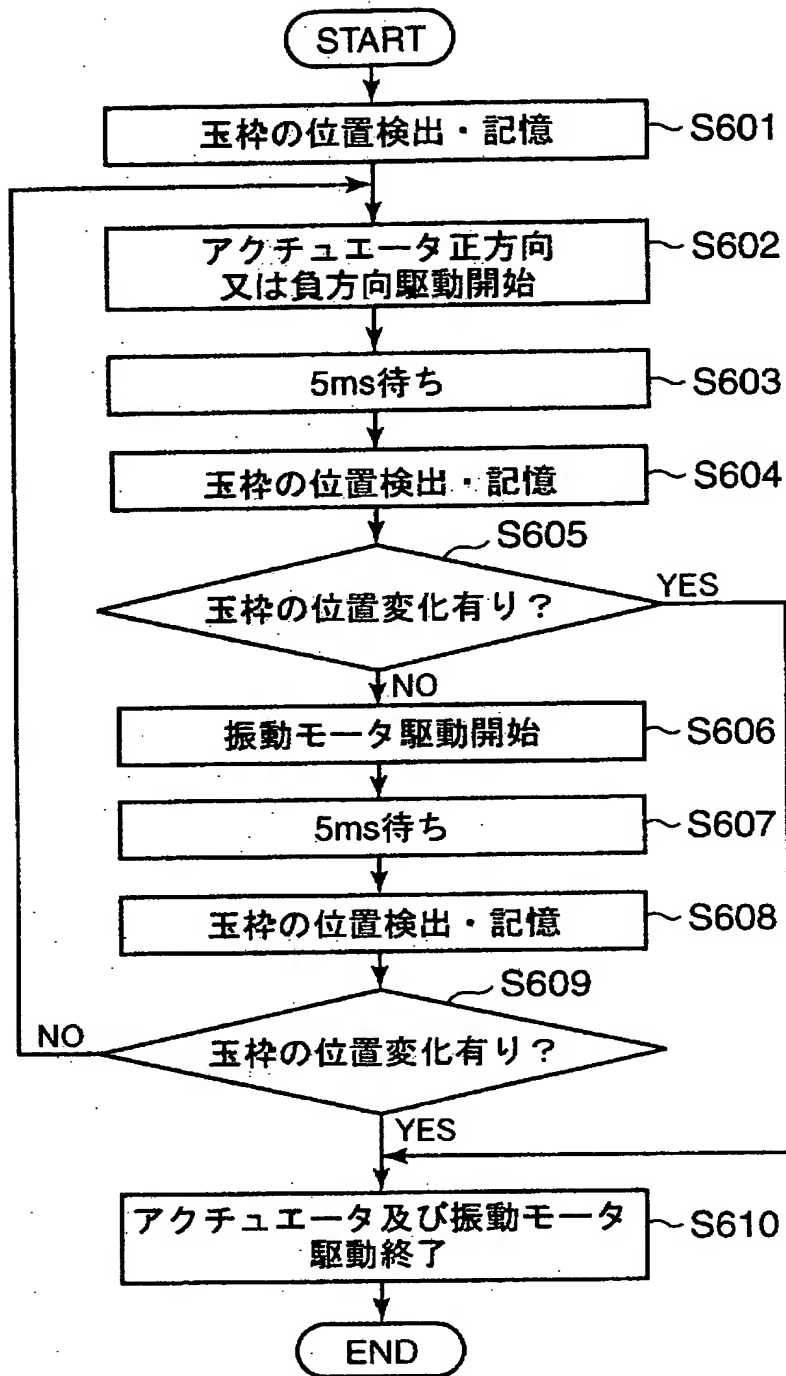 START
玉枠の位置検出・記憶
S601
アクチュエータ正方向
又は負方向駆動開始
S602
5ms待ち
S603
玉枠の位置検出・記憶
S604
S605
玉枠の位置変化有り？
YES
NO
振動モータ駆動開始
S606
5ms待ち
S607
玉枠の位置検出・記憶
S608
S609
NO
玉枠の位置変化有り？
YES
アクチュエータ及び振動モータ
駆動終了
S610
END